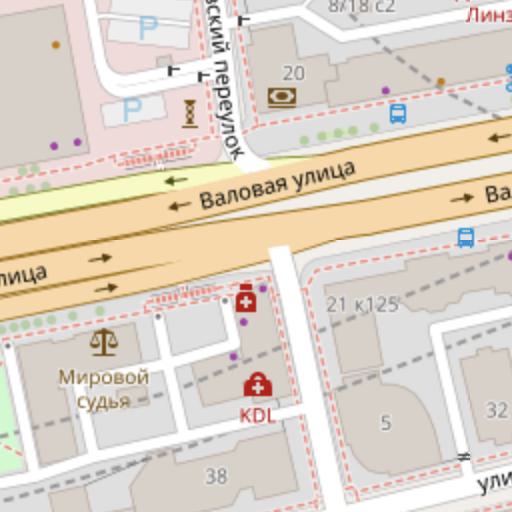 8/18 с2
Линз
вский переулок
P
20
P
Валовая улица
Ва
лица
21 к125
Мировой
судья
KDL
5
32
38
ули